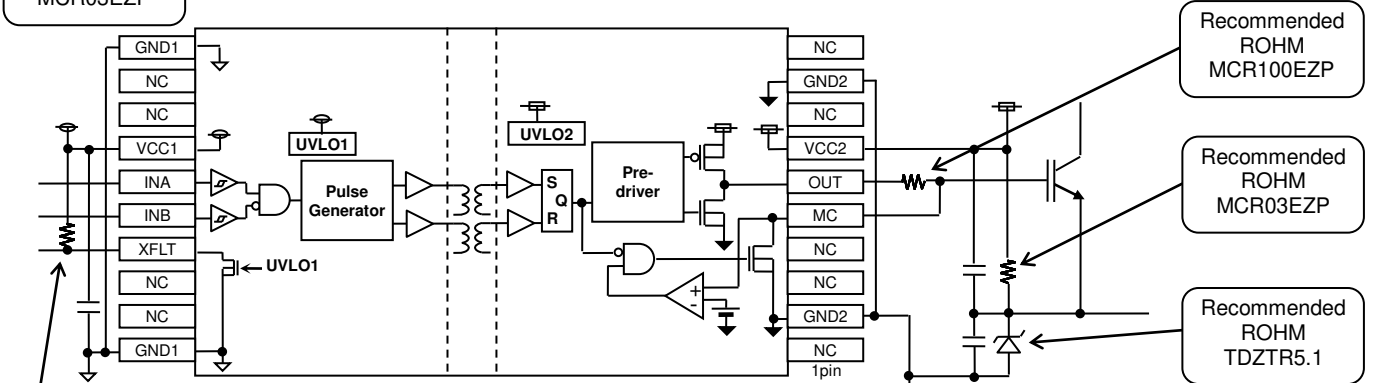 MCR03EZP
GND1
NC
NC
VCC1
INA
INB
XFLT
NC
NC
GND1
UVLO1
Pulse
Generator
UVLO1
UVLO2
S
Q
R
Pre-
driver
+
-
NC
GND2
NC
VCC2
OUT
MC
NC
NC
GND2
NC
1pin
Recommended
ROHM
MCR100EZP
Recommended
ROHM
MCR03EZP
Recommended
ROHM
TDZTR5.1